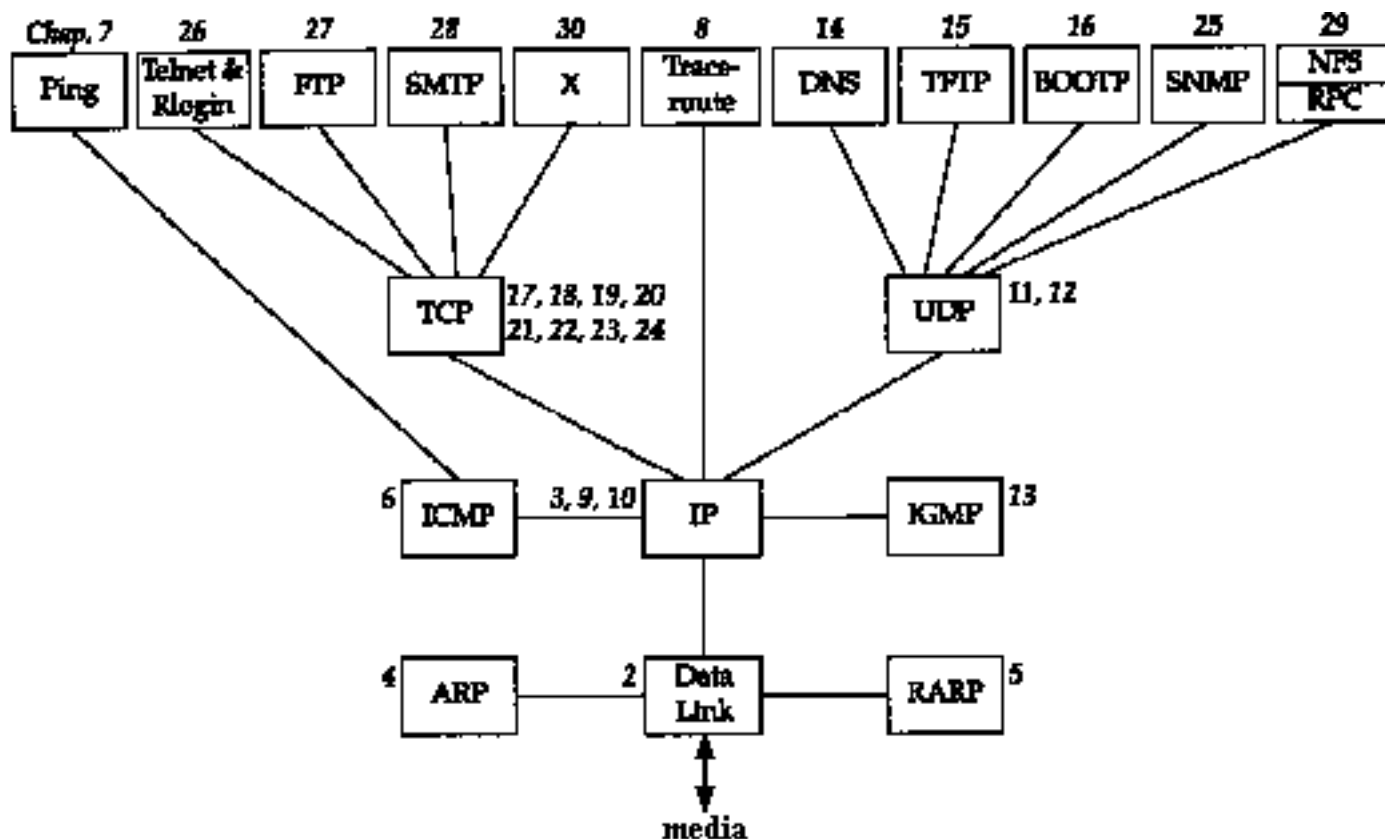 Chap. 7 26 27 28 30 8 14 15 16 25 29
Ping
Telnet &
Rlogin
FTP
SMTP
X
Trace-
route
DNS
TFTP
BOOTP
SNMP
NFS
RPC
TCP
17, 18, 19, 20
21, 22, 23, 24
UDP
11, 12
6
ICMP
3, 9, 10
IP
IGMP
13
4
ARP
2
Data
Link
RARP
5
media